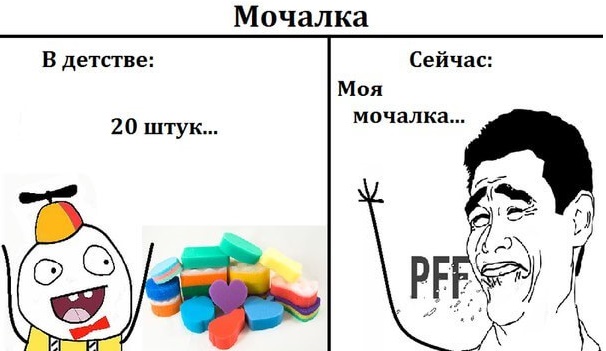 Мочалка
В детстве:
20 штук...
Сейчас:
Моя
мочалка...
PFF